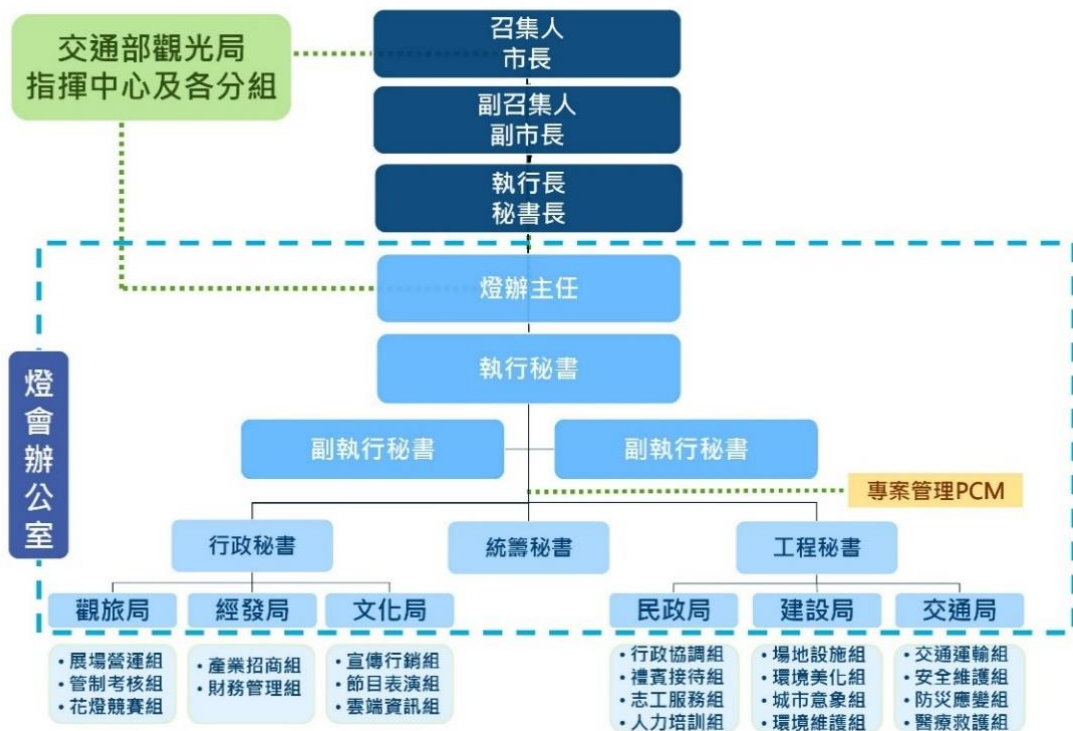 交通部觀光局
指揮中心及各分組
召集人
市長
副召集人
副市長
執行長
秘書長
燈會辦公室
燈辦主任
執行秘書
副執行秘書
副執行秘書
專案管理PCM
行政秘書
統籌秘書
工程秘書
觀旅局
經發局
文化局
民政局
建設局
交通局
•展場營運組
•管制考核組
•花燈競賽組
•產業招商組
•財務管理組
•宣傳行銷組
•節目表演組
•雲端資訊組
•行政協調組
•禮賓接待組
•志工服務組
•人力培訓組
•場地設施組
•環境美化組
•城市意象組
•環境維護組
•交通運輸組
•安全維護組
•防災應變組
•醫療救護組